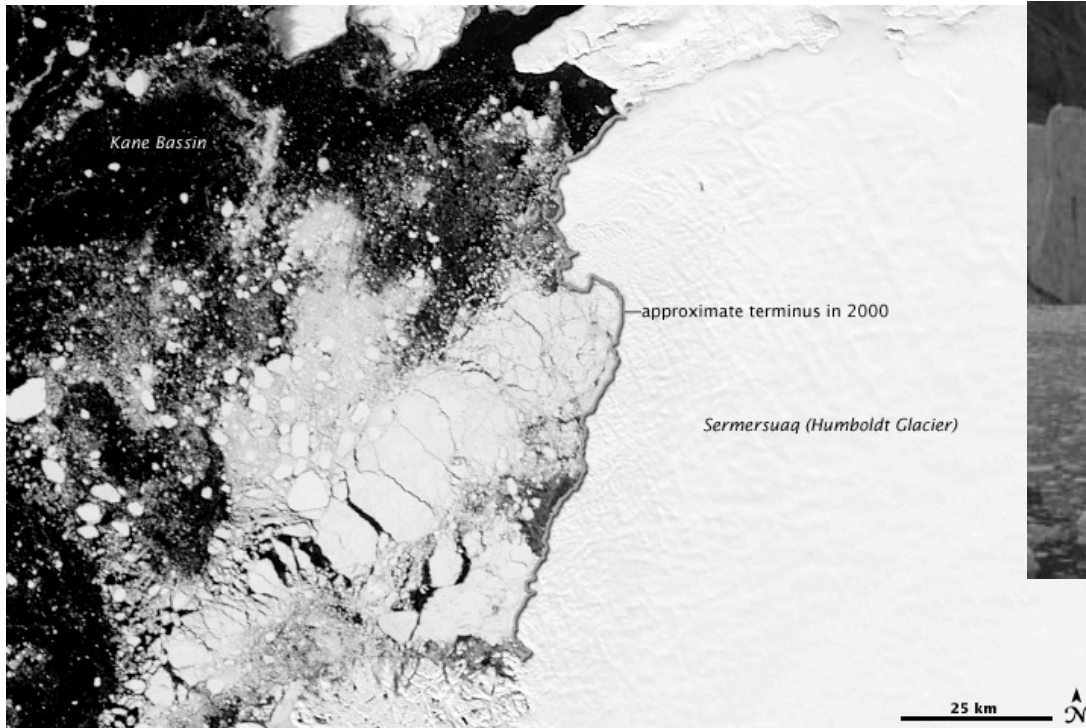 Kane Bassin
approximate terminus in 2000
Sermersuaq (Humboldt Glacier)
25 km
N